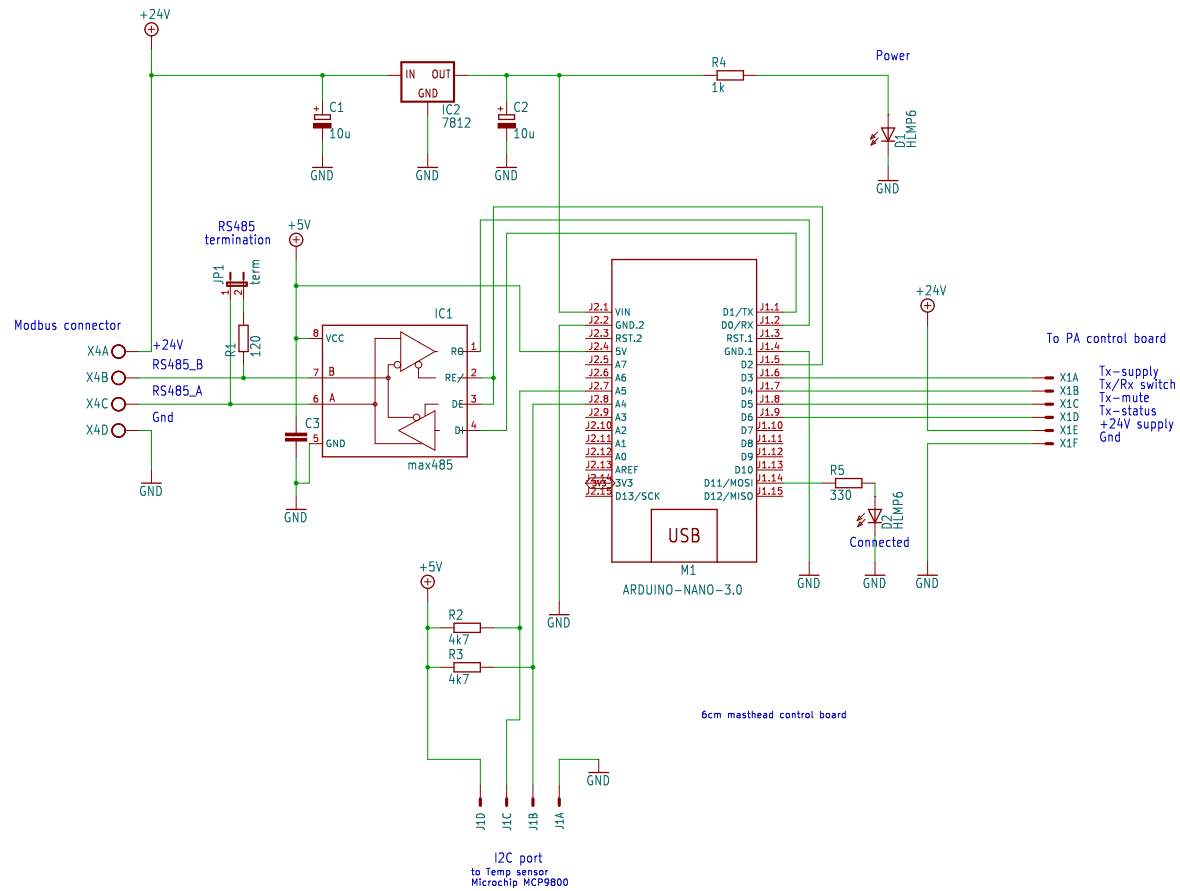 +24V
IN OUT
GND
IC2
7812
C1
10u
GND
GND
C2
10u
GND
R4
1k
Power
D1
HLMP6
GND
RS485
termination
+5V
JP1
1
2
term
R1
120
Modbus connector
X4A
+24V
X4B
RS485_B
X4C
RS485_A
X4D
Gnd
GND
IC1
8 VCC
7 B
6 A
5 GND
RO 1
RE/ 2
DE 3
DI 4
max485
C3
GND
J2.1 VIN
J2.2 GND.2
J2.3 RST.2
J2.4 5V
J2.5 A7
J2.6 A6
J2.7 A5
J2.8 A4
J2.9 A3
J2.10 A2
J2.11 A1
J2.12 A0
J2.13 AREF
J2.14 3V3
3V3
J2.15 D13/SCK
D1/TX J1.1
D0/RX J1.2
RST.1 J1.3
GND.1 J1.4
D2 J1.5
D3 J1.6
D4 J1.7
D5 J1.8
D6 J1.9
D7 J1.10
D8 J1.11
D9 J1.12
D10 J1.13
D11/MOSI J1.14
D12/MISO J1.15
USB
M1
ARDUINO-NANO-3.0
GND
GND
R5
330
D2
HLMP6
Connected
GND
+24V
GND
To PA control board
X1A Tx-supply
X1B Tx/Rx switch
X1C Tx-mute
X1D Tx-status
X1E +24V supply
X1F Gnd
+5V
R2
4k7
R3
4k7
6cm masthead control board
GND
J1D
J1C
J1B
J1A
I2C port
to Temp sensor
Microchip MCP9800